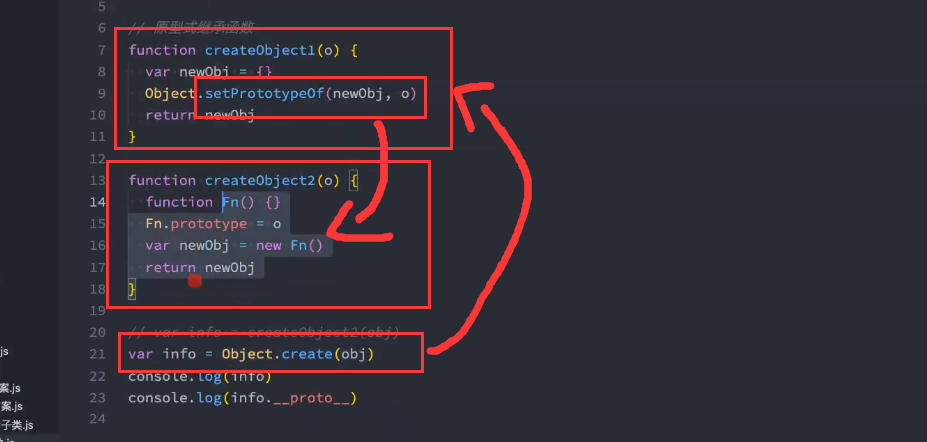 5
6 // 原型式继承函数
7 function createObject1(o) {
8 var newObj = {}
9 Object.setPrototypeOf(newObj, o)
10 return newObj
11 }
12
13 function createObject2(o) {
14 function Fn() {}
15 Fn.prototype = o
16 var newObj = new Fn()
17 return newObj
18 }
19
20 // var info = createObject2(obj)
21 var info = Object.create(obj)
22 console.log(info)
23 console.log(info.__proto__)
24
js
案.js
案.js
子类.js